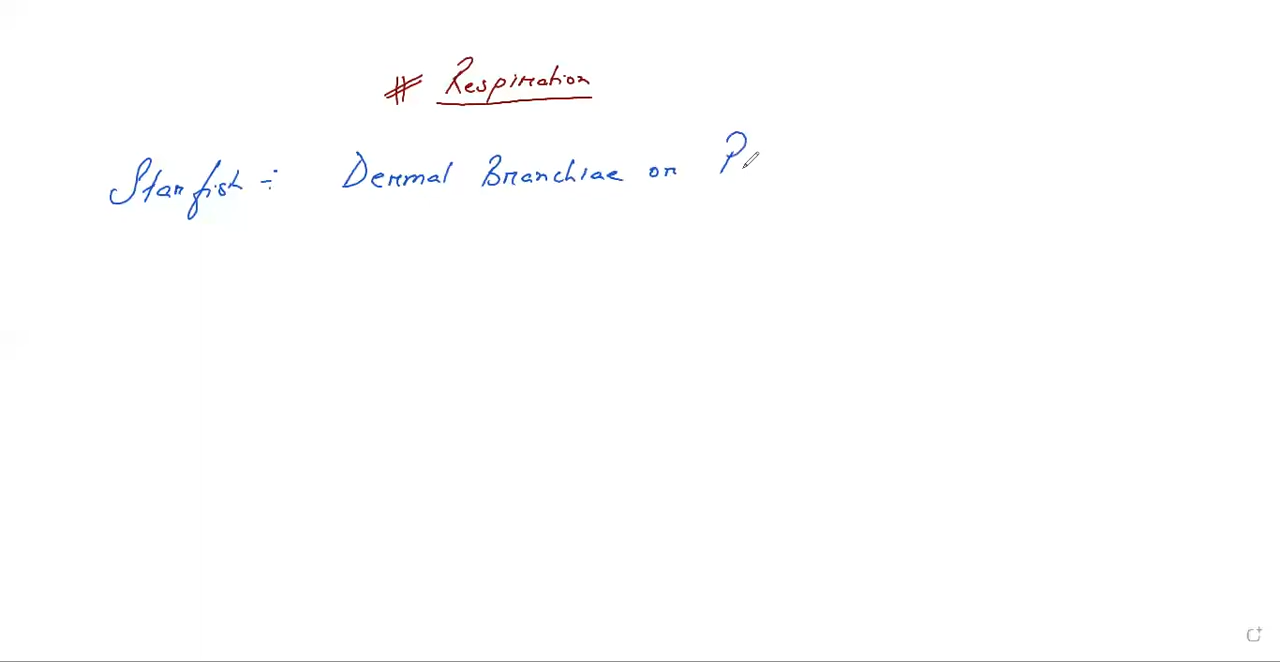 # Respiration
Starfish ÷ Dermal Branchiae or P